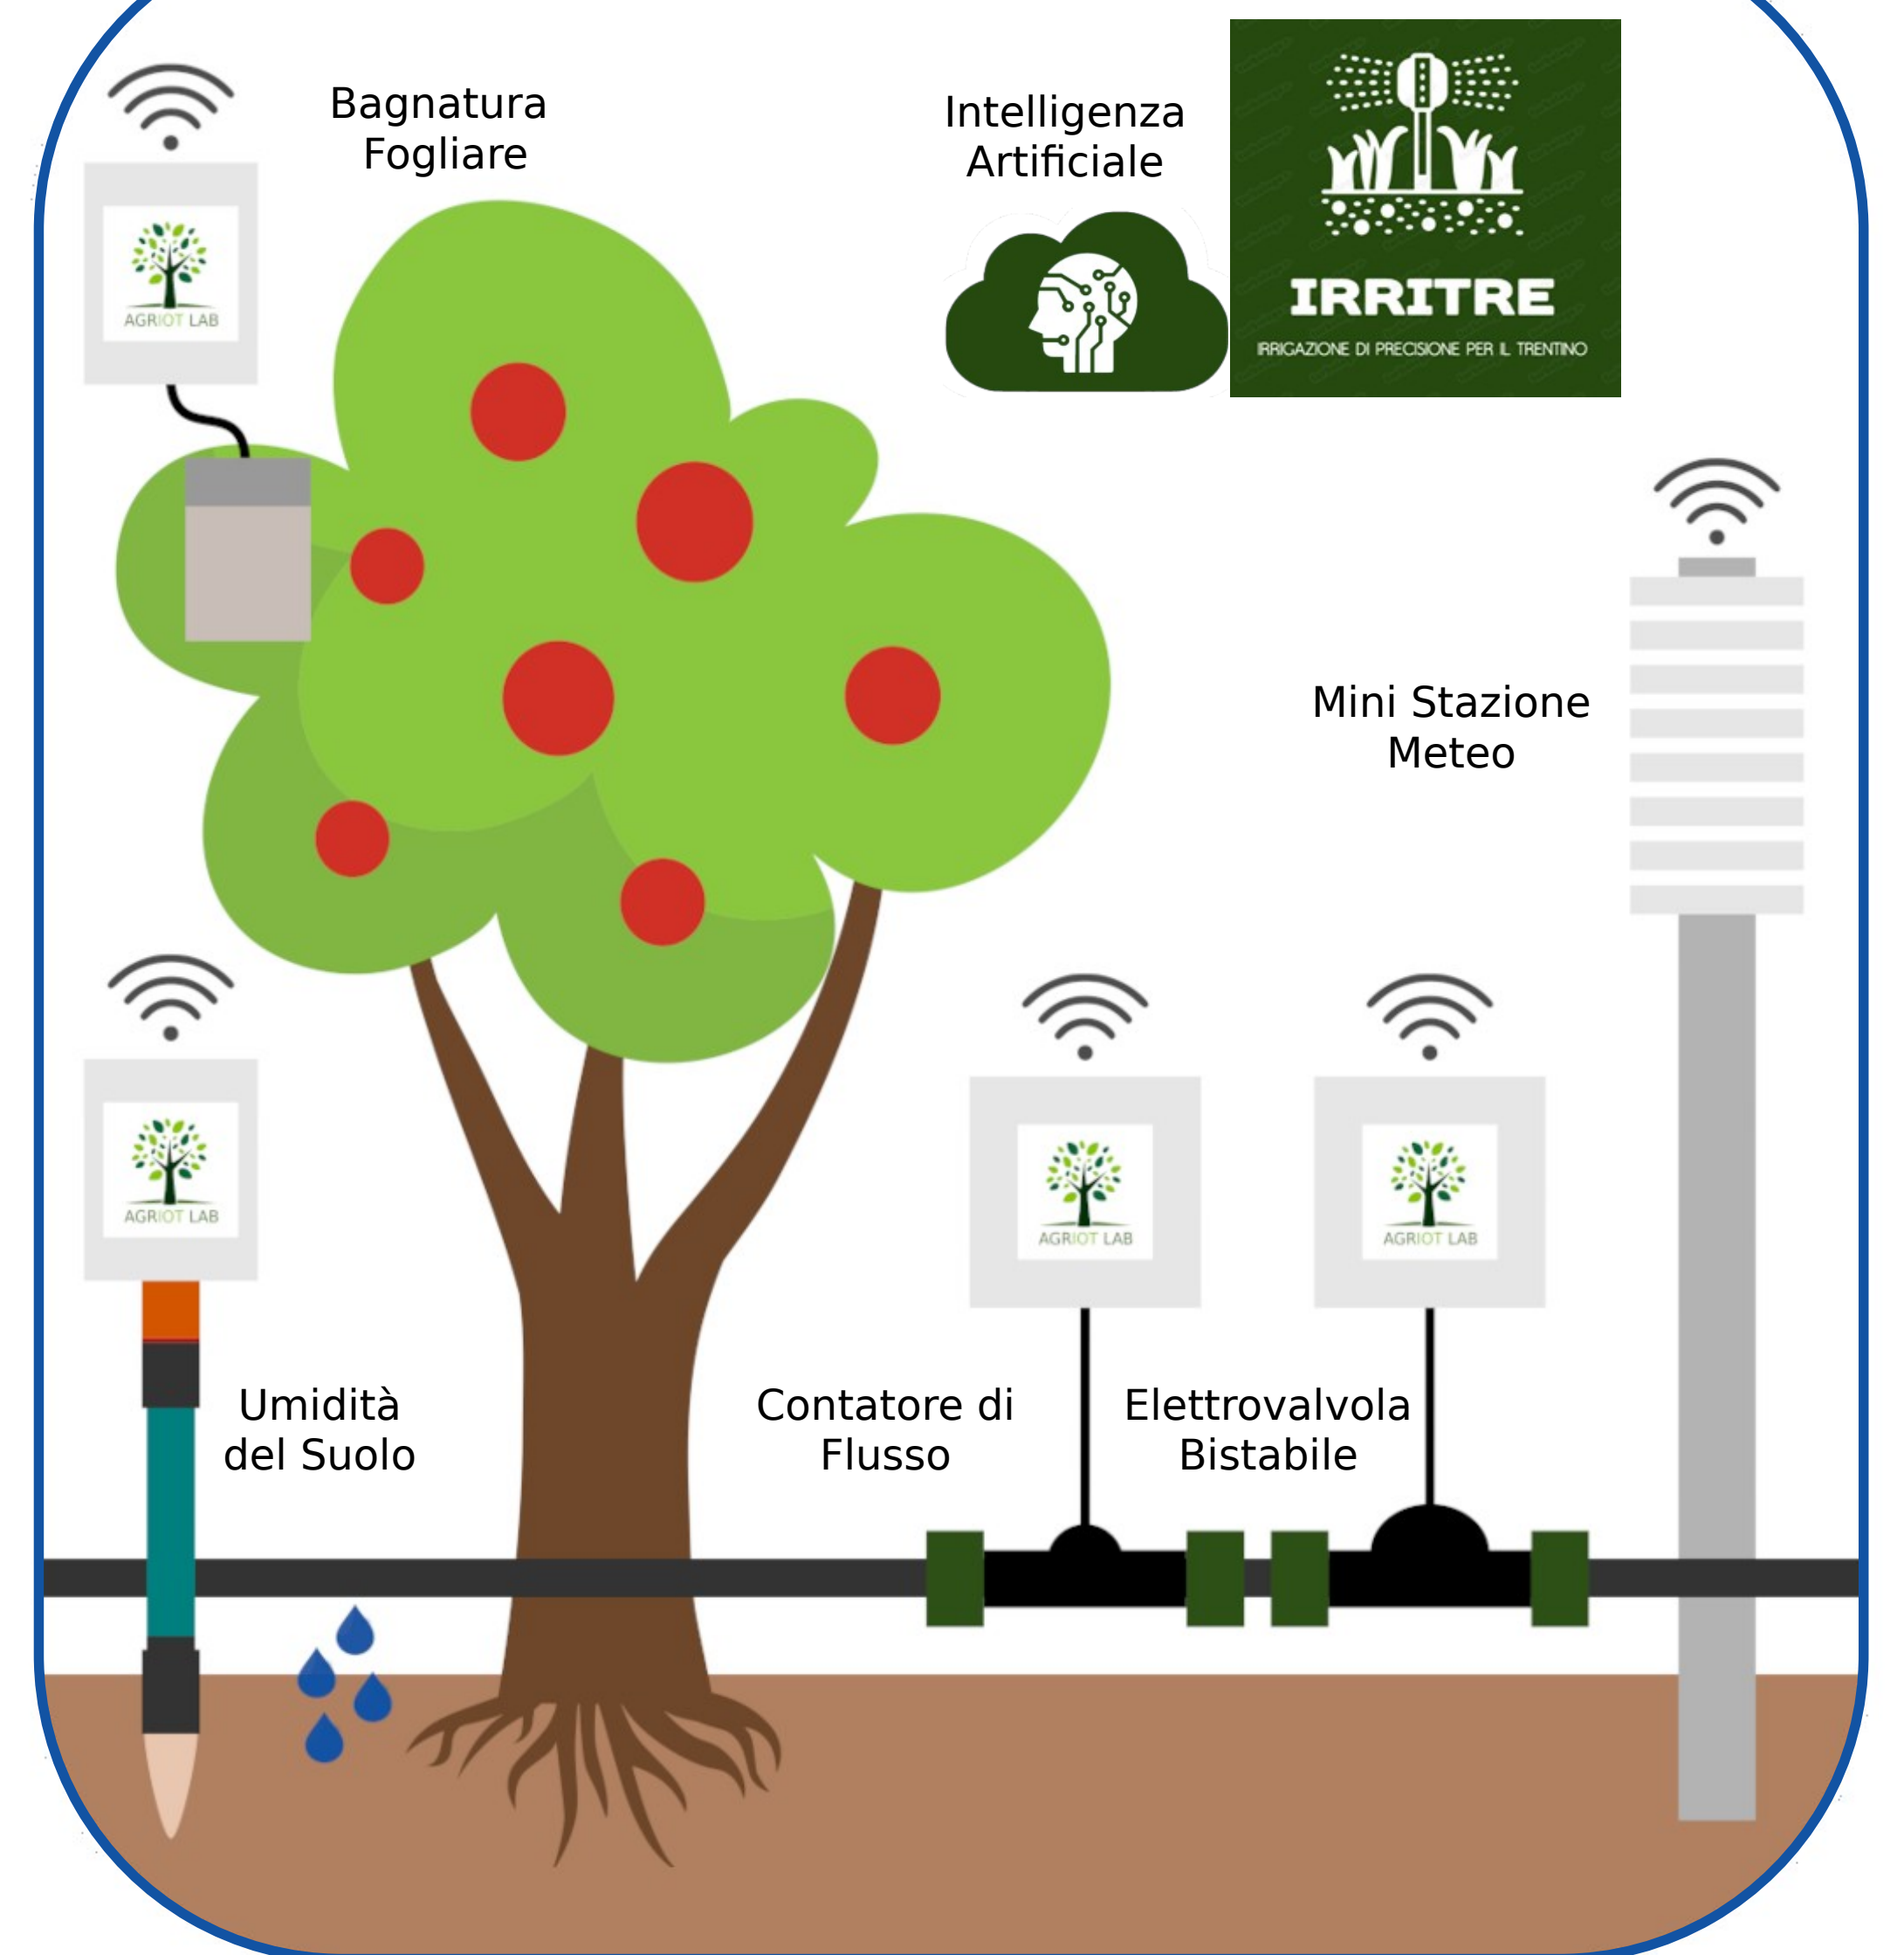 Bagnatura
Fogliare
Intelligenza
Artificiale
IRRITRE
IRRIGAZIONE DI PRECISIONE PER IL TRENTINO
AGRIOT LAB
Mini Stazione
Meteo
AGRIOT LAB
AGRIOT LAB
AGRIOT LAB
Umidità
del Suolo
Contatore di
Flusso
Elettrovalvola
Bistabile